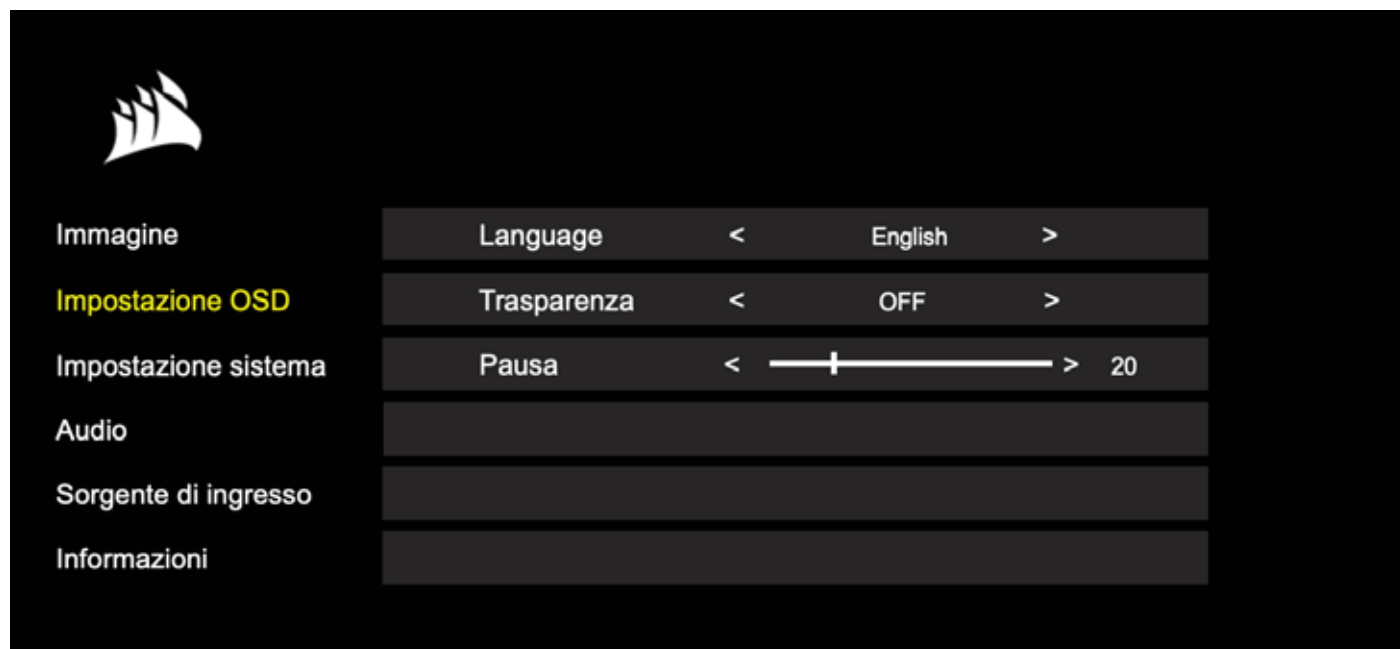 Immagine Language < English >
Impostazione OSD Trasparenza < OFF >
Impostazione sistema Pausa < > 20
Audio
Sorgente di ingresso
Informazioni